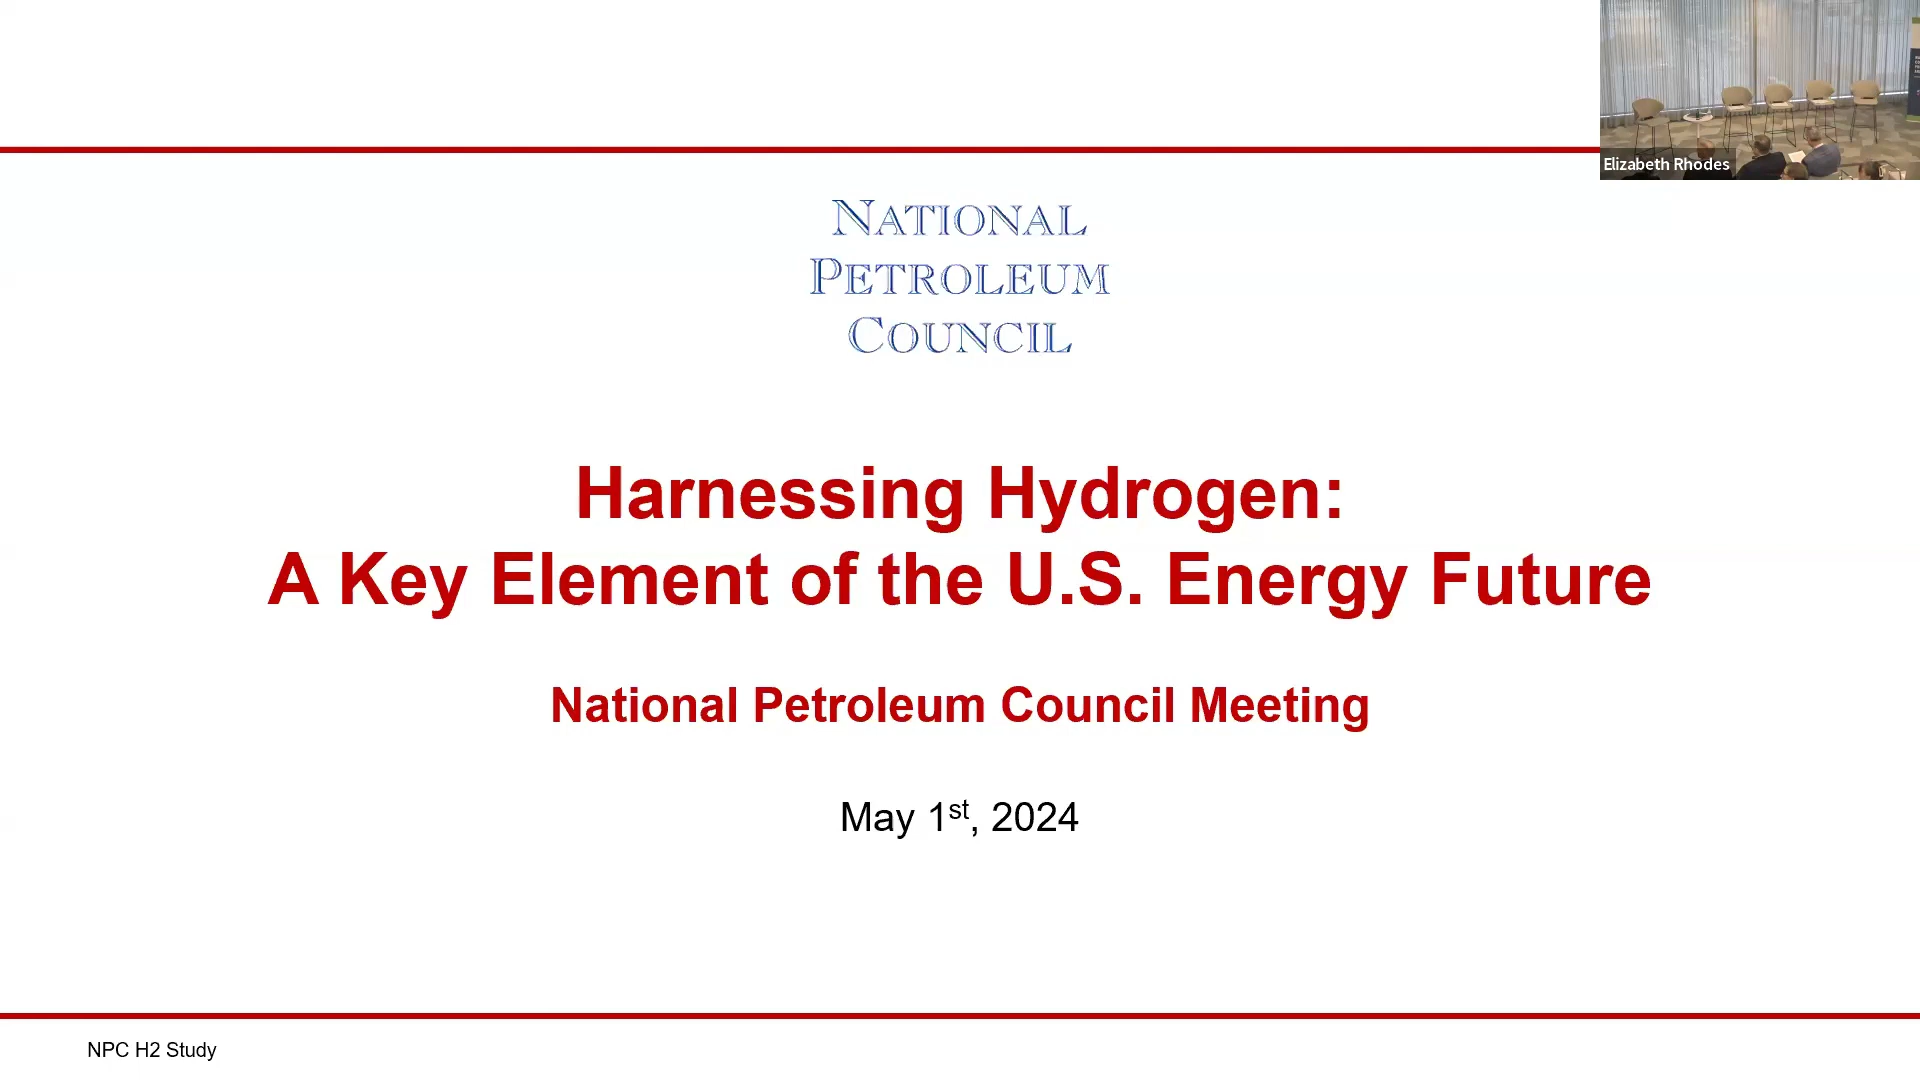 Elizabeth Rhodes
NATIONAL
PETROLEUM
COUNCIL
Harnessing Hydrogen:
A Key Element of the U.S. Energy Future
National Petroleum Council Meeting
May 1st, 2024
NPC H2 Study